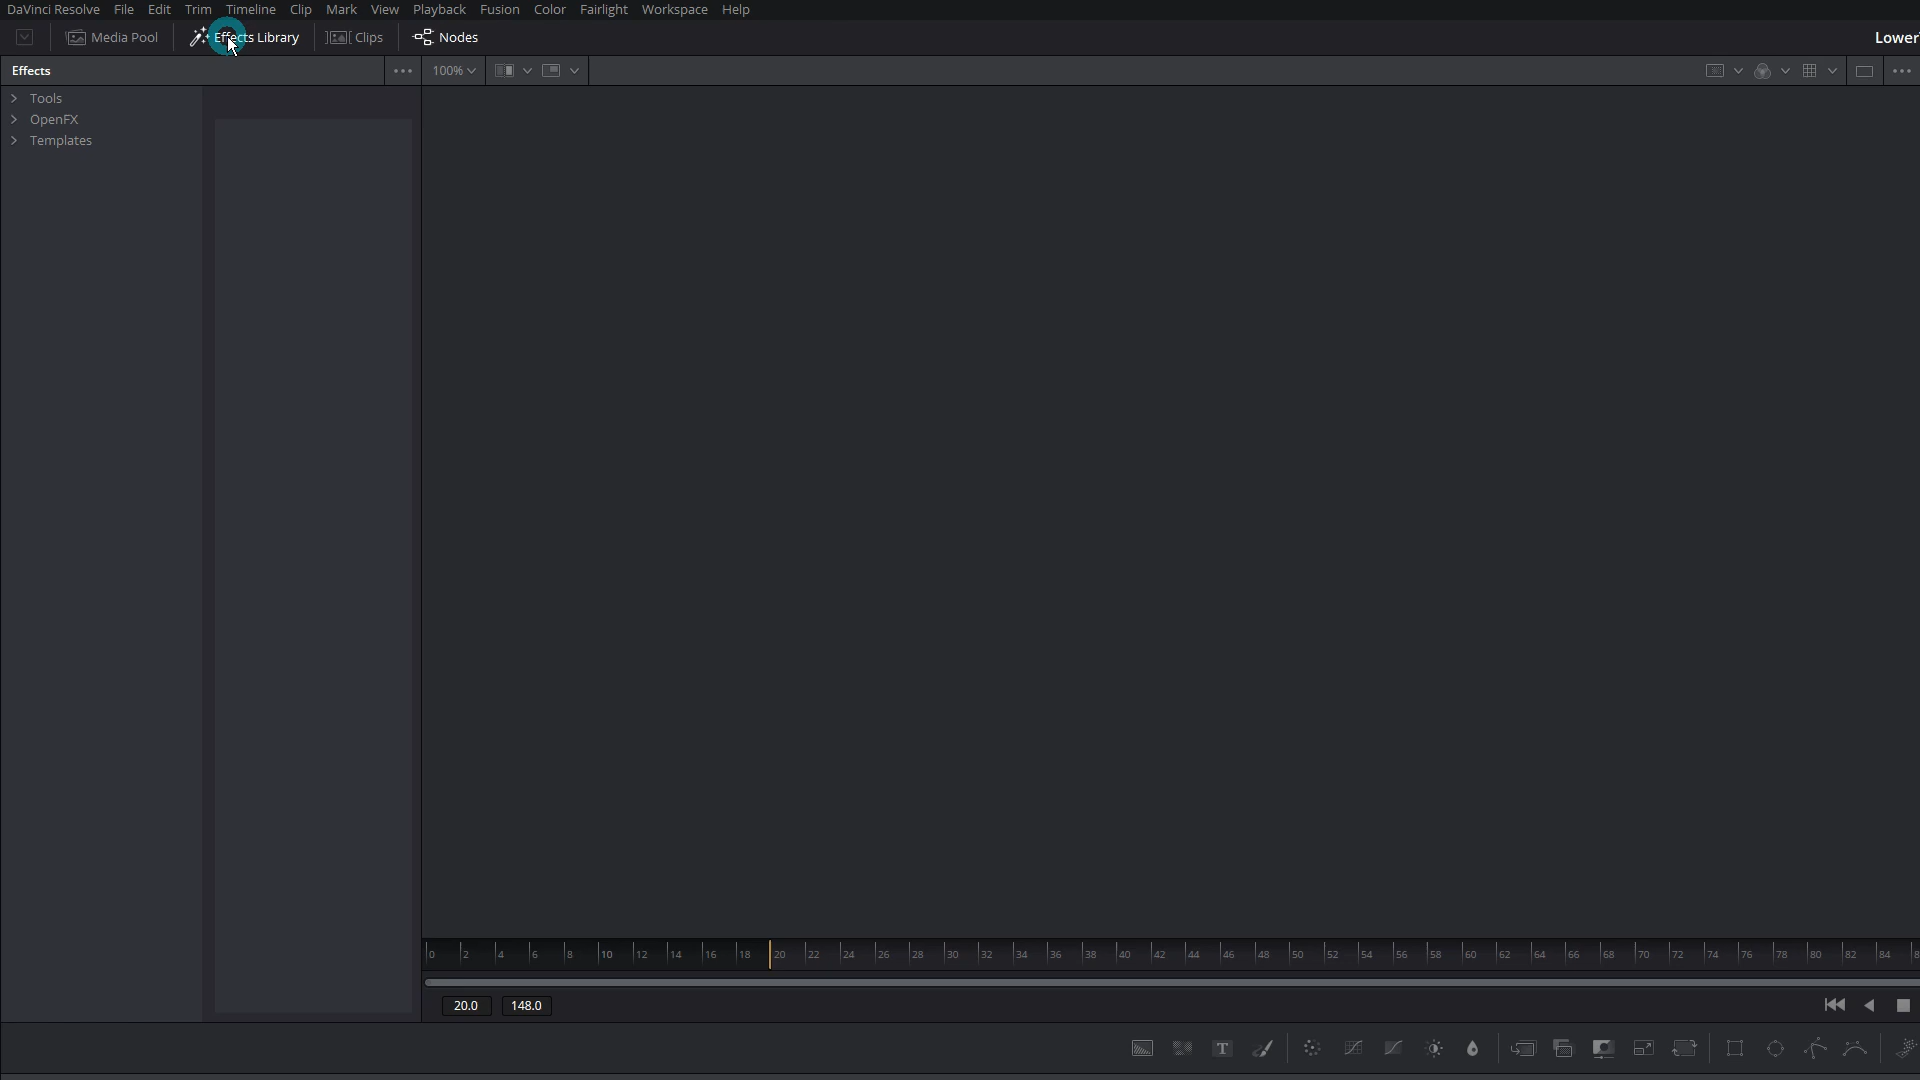 DaVinci Resolve File Edit Trim Timeline Clip Mark View Playback Fusion Color Fairlight Workspace Help
Media Pool Effects Library Clips Nodes Lower
Effects 100%
Tools
OpenFX
Templates
0 2 4 6 8 10 12 14 16 18 20 22 24 26 28 30 32 34 36 38 40 42 44 46 48 50 52 54 56 58 60 62 64 66 68 70 72 74 76 78 80 82 84 8
20.0 148.0
T